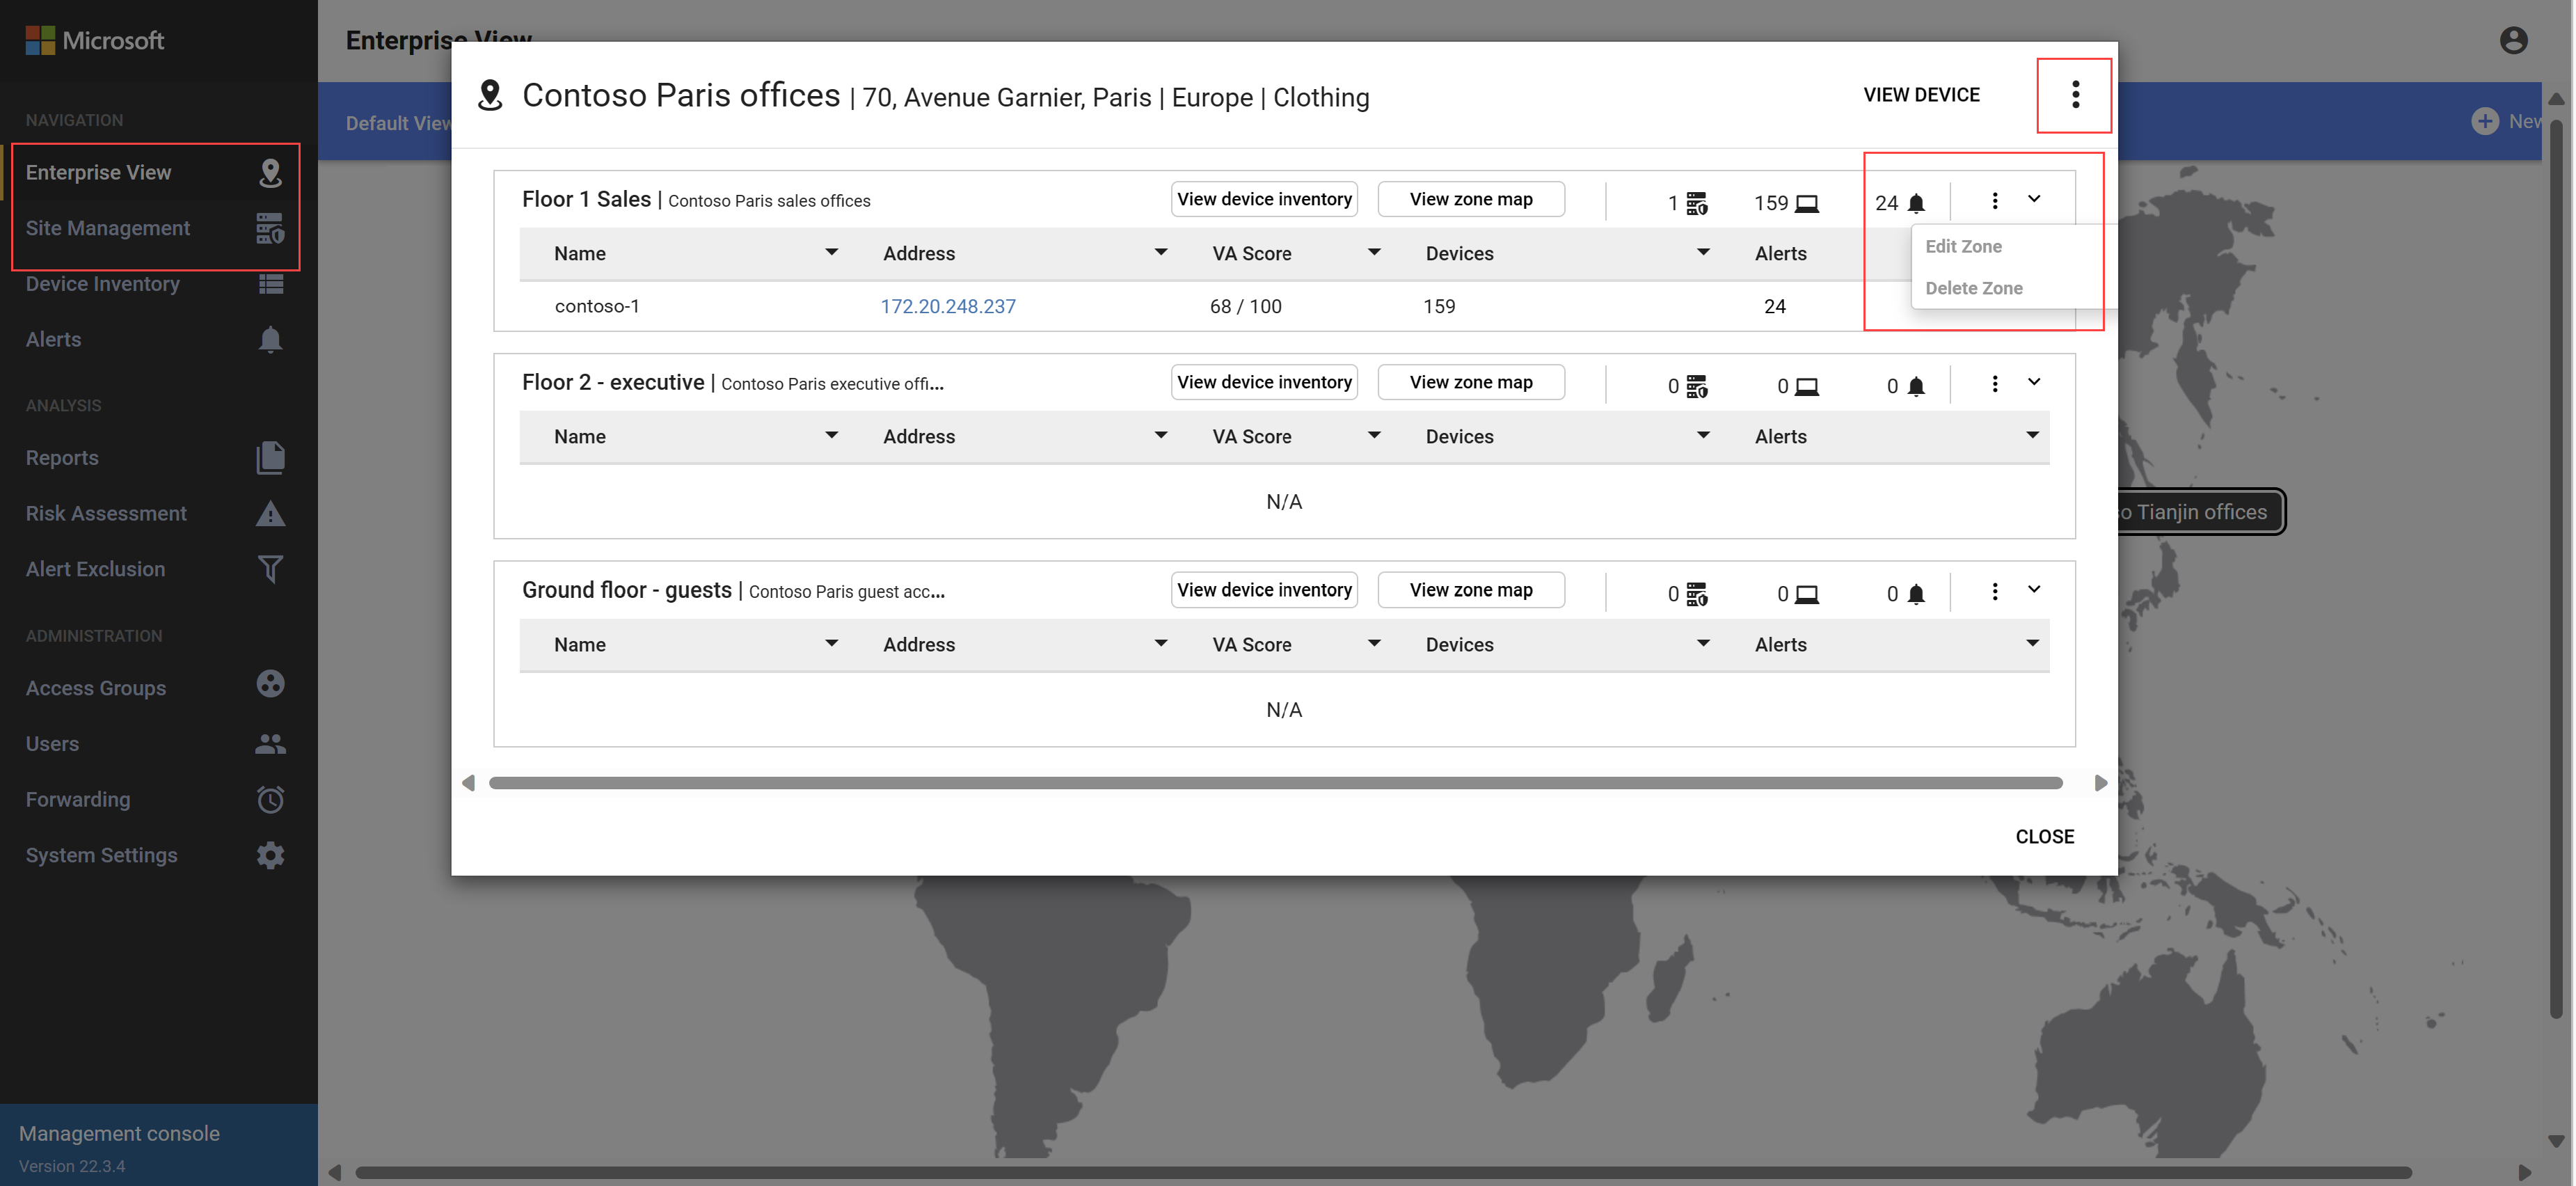 Microsoft
Enterprise View
NAVIGATION
Enterprise View
Site Management
Device Inventory
Alerts
ANALYSIS
Reports
Risk Assessment
Alert Exclusion
ADMINISTRATION
Access Groups
Users
Forwarding
System Settings
Management console
Version 22.3.4
Default View
New
Contoso Paris offices | 70, Avenue Garnier, Paris | Europe | Clothing VIEW DEVICE
Floor 1 Sales | Contoso Paris sales offices View device inventory View zone map 1 159 24
Edit Zone
Delete Zone
Name Address VA Score Devices Alerts
contoso-1 172.20.248.237 68 / 100 159 24
Floor 2 - executive | Contoso Paris executive offi... View device inventory View zone map 0 0 0
Name Address VA Score Devices Alerts
N/A
Ground floor - guests | Contoso Paris guest acc... View device inventory View zone map 0 0 0
Name Address VA Score Devices Alerts
N/A
CLOSE
o Tianjin offices